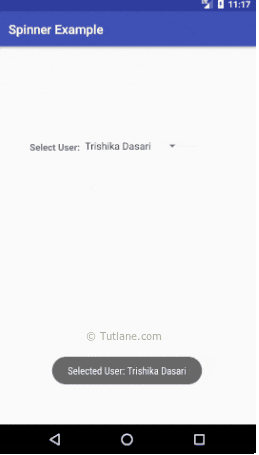 11:17
Spinner Example
Select User: Trishika Dasari
© Tutlane.com
Selected User: Trishika Dasari